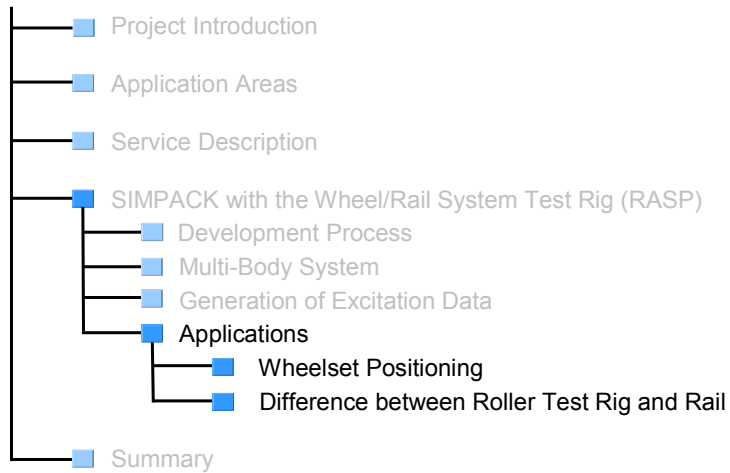 Project Introduction
Application Areas
Service Description
SIMPACK with the Wheel/Rail System Test Rig (RASP)
Development Process
Multi-Body System
Generation of Excitation Data
Applications
Wheelset Positioning
Difference between Roller Test Rig and Rail
Summary